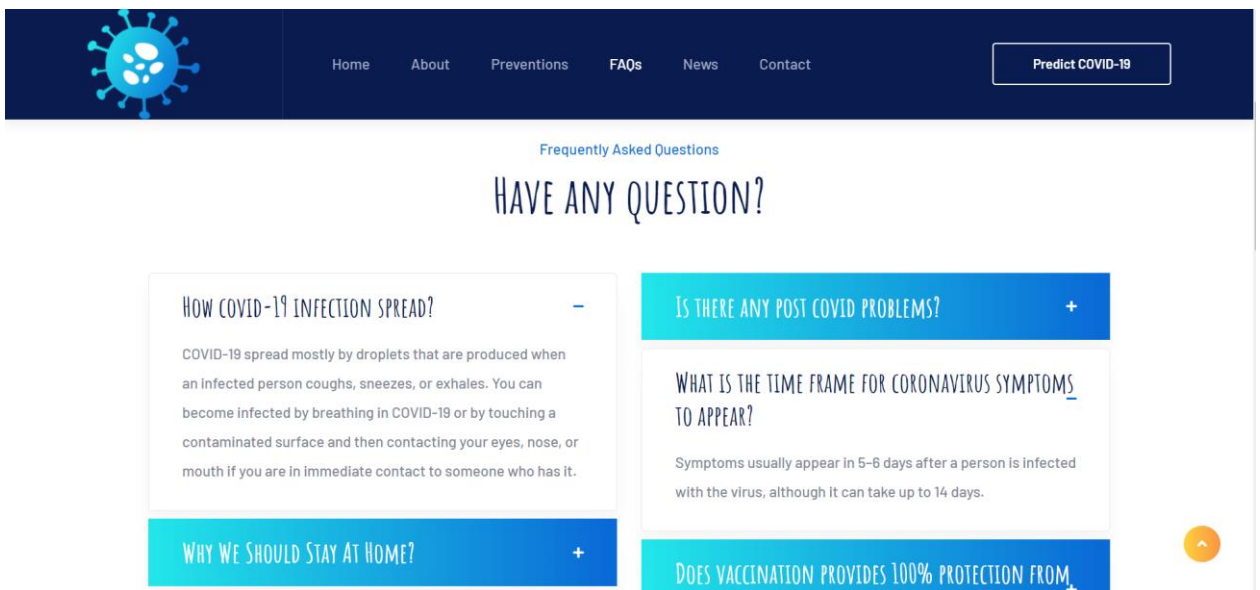 Home About Preventions FAQs News Contact Predict COVID-19
Frequently Asked Questions
HAVE ANY QUESTION?
HOW COVID-19 INFECTION SPREAD? −
COVID-19 spread mostly by droplets that are produced when
an infected person coughs, sneezes, or exhales. You can
become infected by breathing in COVID-19 or by touching a
contaminated surface and then contacting your eyes, nose, or
mouth if you are in immediate contact to someone who has it.
WHY WE SHOULD STAY AT HOME? +
IS THERE ANY POST COVID PROBLEMS? +
WHAT IS THE TIME FRAME FOR CORONAVIRUS SYMPTOMS −
TO APPEAR?
Symptoms usually appear in 5–6 days after a person is infected
with the virus, although it can take up to 14 days.
DOES VACCINATION PROVIDES 100% PROTECTION FROM +